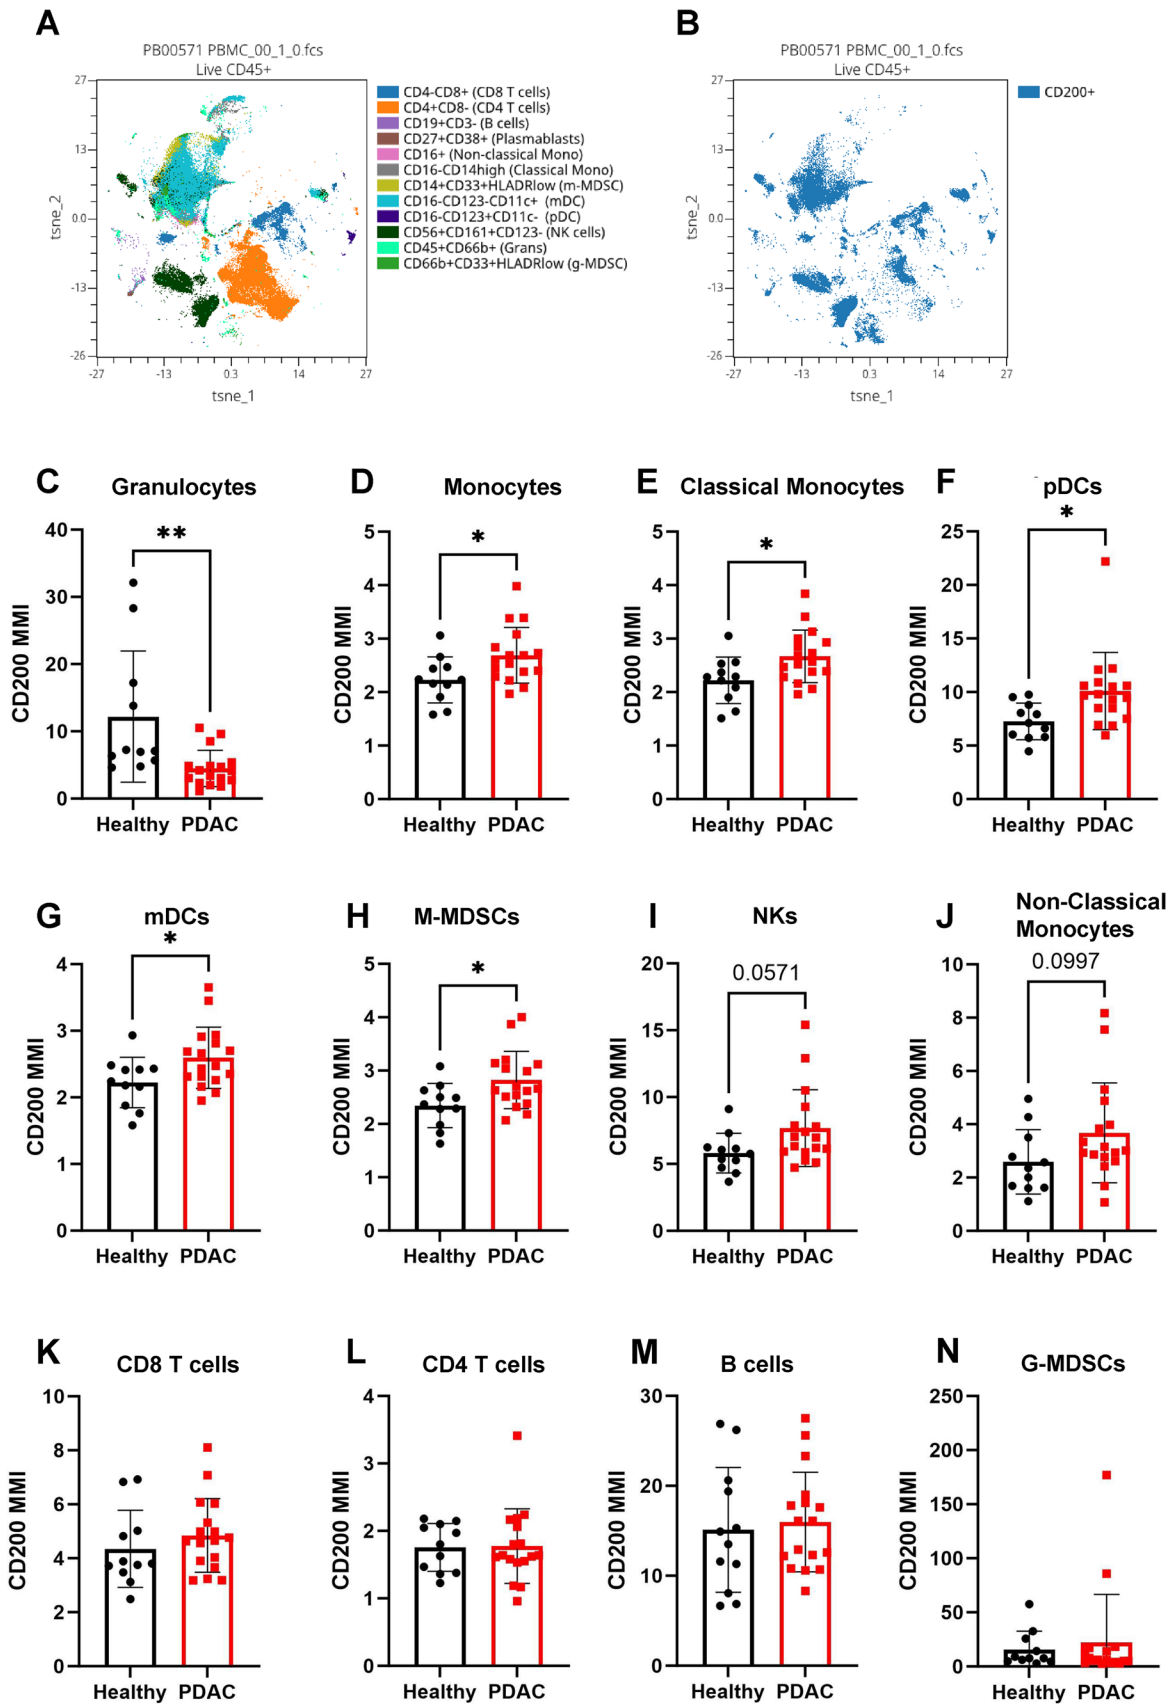 A
PB00571 PBMC_00_1_0.fcs
Live CD45+
27
13
0.0
-13
-26
tsne_2
-27
-13
0.3
14
27
tsne_1
CD4-CD8+ (CD8 T cells)
CD4+CD8- (CD4 T cells)
CD19+CD3- (B cells)
CD27+CD38+ (Plasmablasts)
CD16+ (Non-classical Mono)
CD16-CD14high (Classical Mono)
CD14+CD33+HLADRlow (m-MDSC)
CD16-CD123-CD11c+ (mDC)
CD16-CD123+CD11c- (pDC)
CD56+CD161+CD123- (NK cells)
CD45+CD66b+ (Grans)
CD66b+CD33+HLADRlow (g-MDSC)
B
PB00571 PBMC_00_1_0.fcs
Live CD45+
27
13
0.0
-13
-26
tsne_2
-27
-13
0.3
14
27
tsne_1
CD200+
C
Granulocytes
**
40
30
20
10
0
CD200 MMI
Healthy PDAC
D
Monocytes
*
5
4
3
2
1
0
CD200 MMI
Healthy PDAC
E
Classical Monocytes
*
5
4
3
2
1
0
CD200 MMI
Healthy PDAC
F
pDCs
*
25
20
15
10
5
0
CD200 MMI
Healthy PDAC
G
mDCs
*
4
3
2
1
0
CD200 MMI
Healthy PDAC
H
M-MDSCs
*
5
4
3
2
1
0
CD200 MMI
Healthy PDAC
I
NKs
0.0571
20
15
10
5
0
CD200 MMI
Healthy PDAC
J
Non-Classical
Monocytes
0.0997
10
8
6
4
2
0
CD200 MMI
Healthy PDAC
K
CD8 T cells
10
8
6
4
2
0
CD200 MMI
Healthy PDAC
L
CD4 T cells
4
3
2
1
0
CD200 MMI
Healthy PDAC
M
B cells
30
20
10
0
CD200 MMI
Healthy PDAC
N
G-MDSCs
250
200
150
100
50
0
CD200 MMI
Healthy PDAC